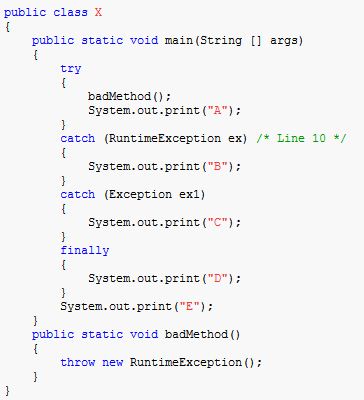 public class X
{
    public static void main(String [] args)
    {
        try
        {
            badMethod();
            System.out.print("A");
        }
        catch (RuntimeException ex) /* Line 10 */
        {
            System.out.print("B");
        }
        catch (Exception ex1)
        {
            System.out.print("C");
        }
        finally
        {
            System.out.print("D");
        }
        System.out.print("E");
    }
    public static void badMethod()
    {
        throw new RuntimeException();
    }
}